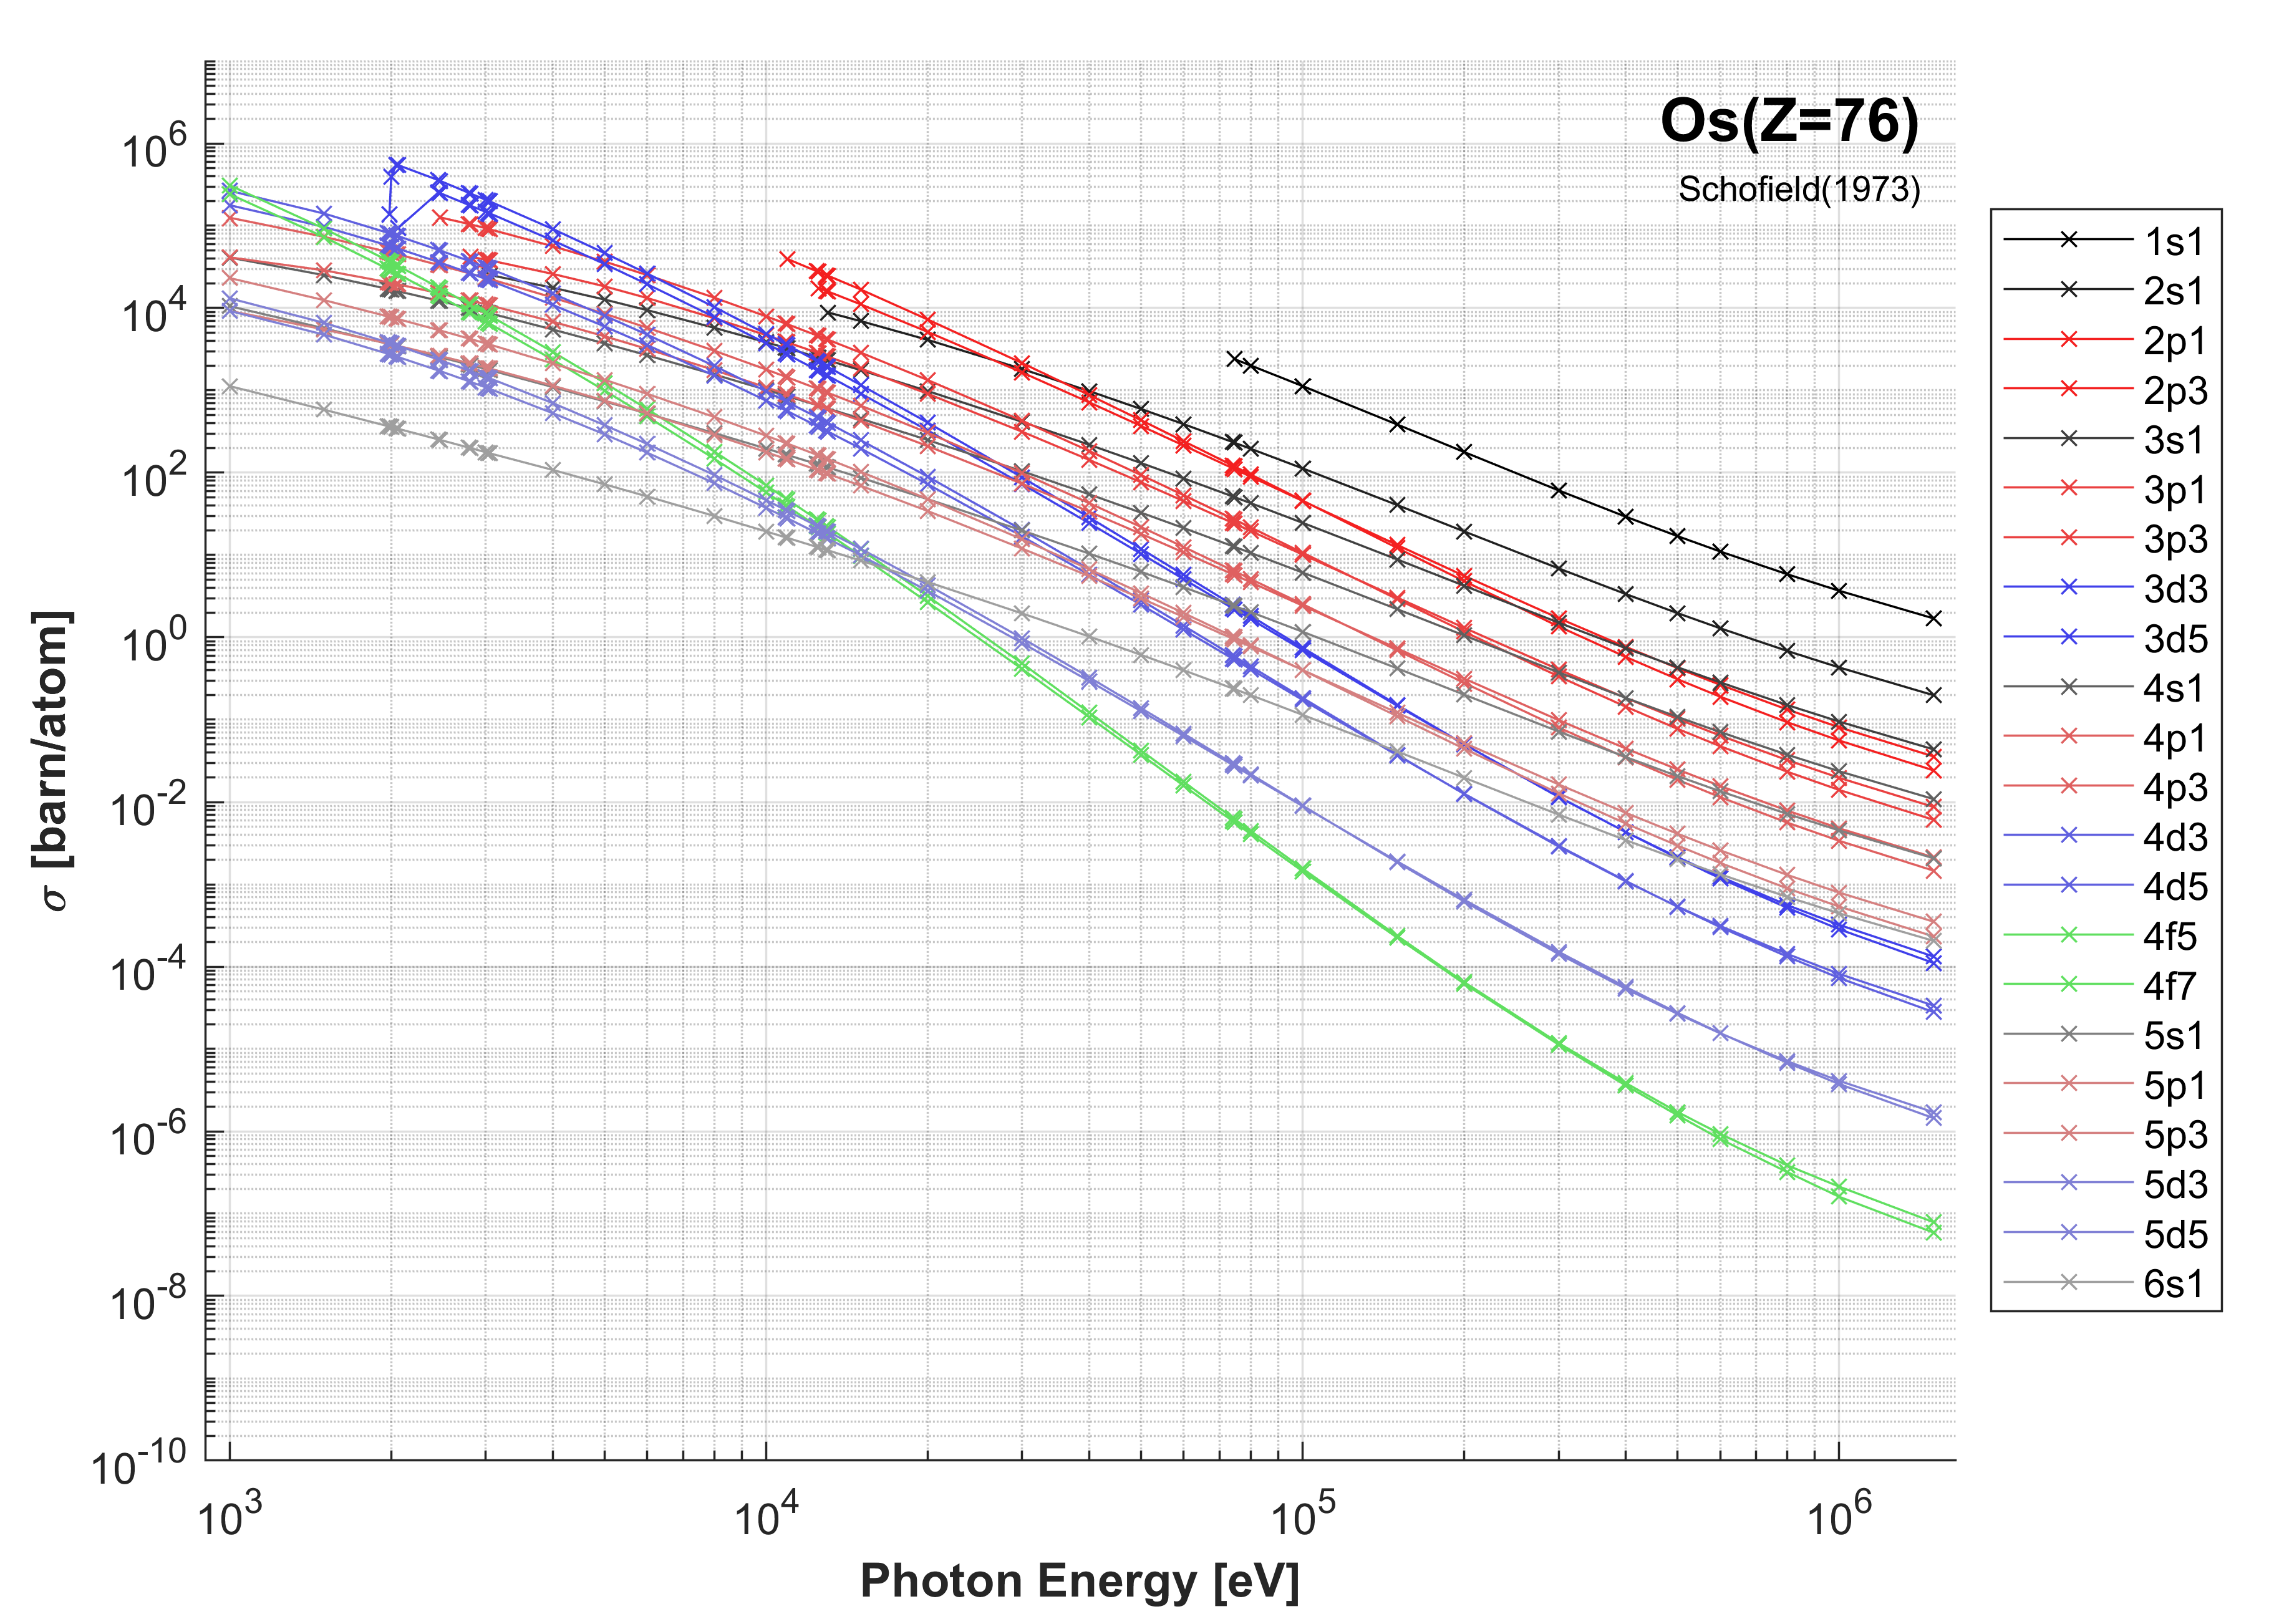 Os(Z=76)
Schofield(1973)
10^6
10^4
10^2
10^0
10^-2
10^-4
10^-6
10^-8
10^-10
σ [barn/atom]
10^3 10^4 10^5 10^6
Photon Energy [eV]
1s1
2s1
2p1
2p3
3s1
3p1
3p3
3d3
3d5
4s1
4p1
4p3
4d3
4d5
4f5
4f7
5s1
5p1
5p3
5d3
5d5
6s1